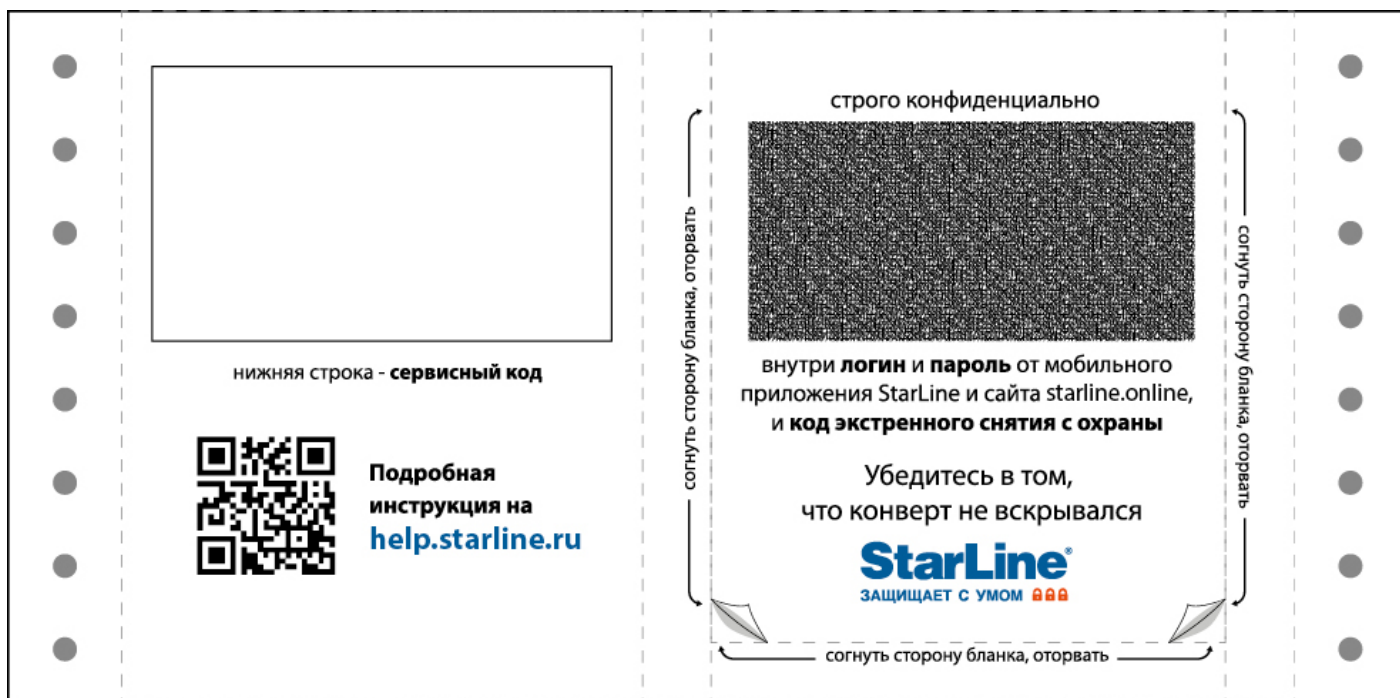 нижняя строка - сервисный код
Подробная
инструкция на
help.starline.ru
согнуть сторону бланка, оторвать
строго конфиденциально
внутри логин и пароль от мобильного
приложения StarLine и сайта starline.online,
и код экстренного снятия с охраны
Убедитесь в том,
что конверт не вскрывался
StarLine®
ЗАЩИЩАЕТ С УМОМ
согнуть сторону бланка, оторвать
согнуть сторону бланка, оторвать